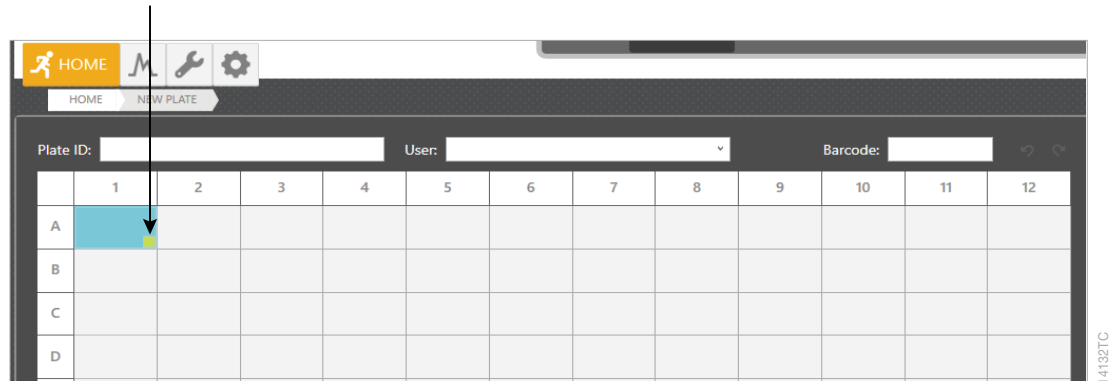 HOME
HOME NEW PLATE
Plate ID: User: Barcode:
1 2 3 4 5 6 7 8 9 10 11 12
A
B
C
D
14132TC